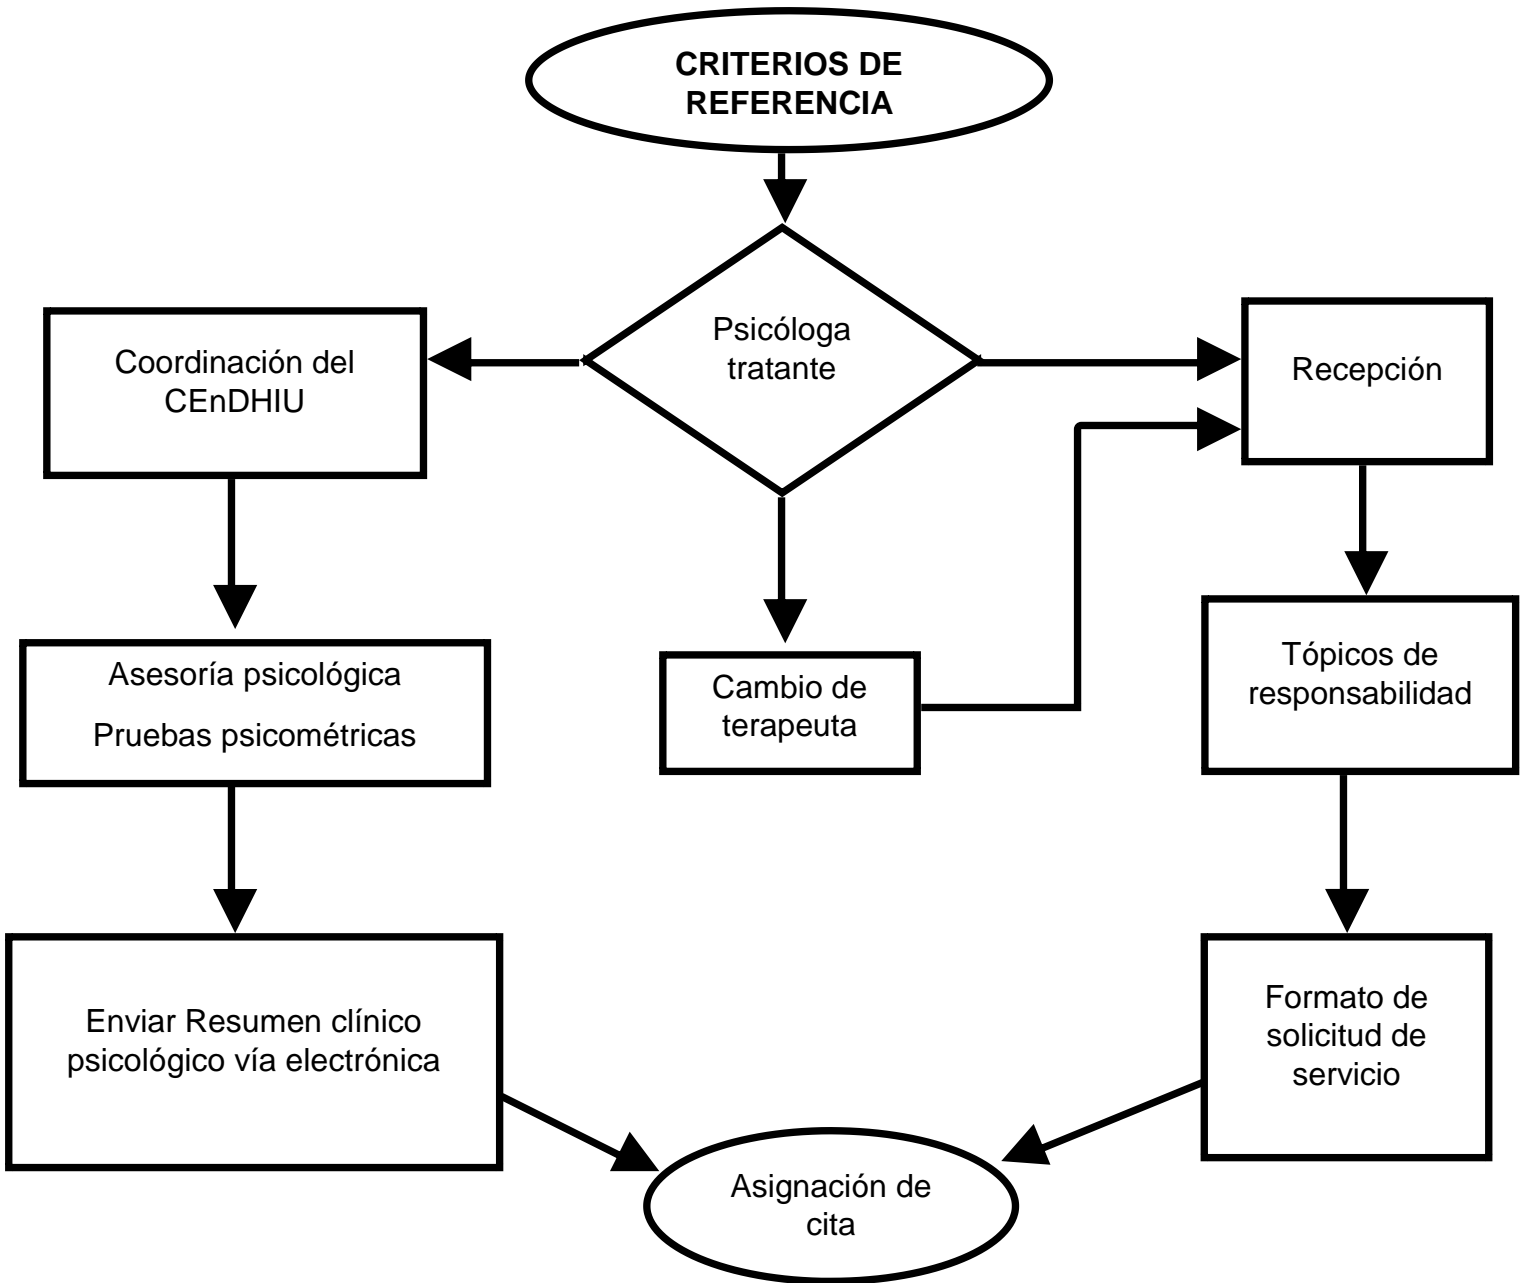 CRITERIOS DE
REFERENCIA
Psicóloga
tratante
Coordinación del
CEnDHIU
Recepción
Asesoría psicológica
Pruebas psicométricas
Cambio de
terapeuta
Tópicos de
responsabilidad
Enviar Resumen clínico
psicológico vía electrónica
Formato de
solicitud de
servicio
Asignación de
cita